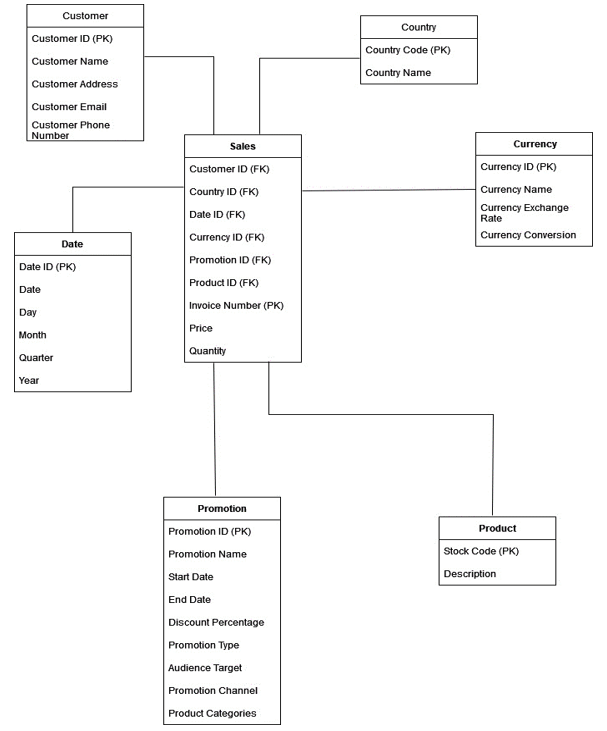 Customer
Customer ID (PK)
Customer Name
Customer Address
Customer Email
Customer Phone
Number
Country
Country Code (PK)
Country Name
Sales
Customer ID (FK)
Country ID (FK)
Date ID (FK)
Currency ID (FK)
Promotion ID (FK)
Product ID (FK)
Invoice Number (PK)
Price
Quantity
Currency
Currency ID (PK)
Currency Name
Currency Exchange
Rate
Currency Conversion
Date
Date ID (PK)
Date
Day
Month
Quarter
Year
Promotion
Promotion ID (PK)
Promotion Name
Start Date
End Date
Discount Percentage
Promotion Type
Audience Target
Promotion Channel
Product Categories
Product
Stock Code (PK)
Description